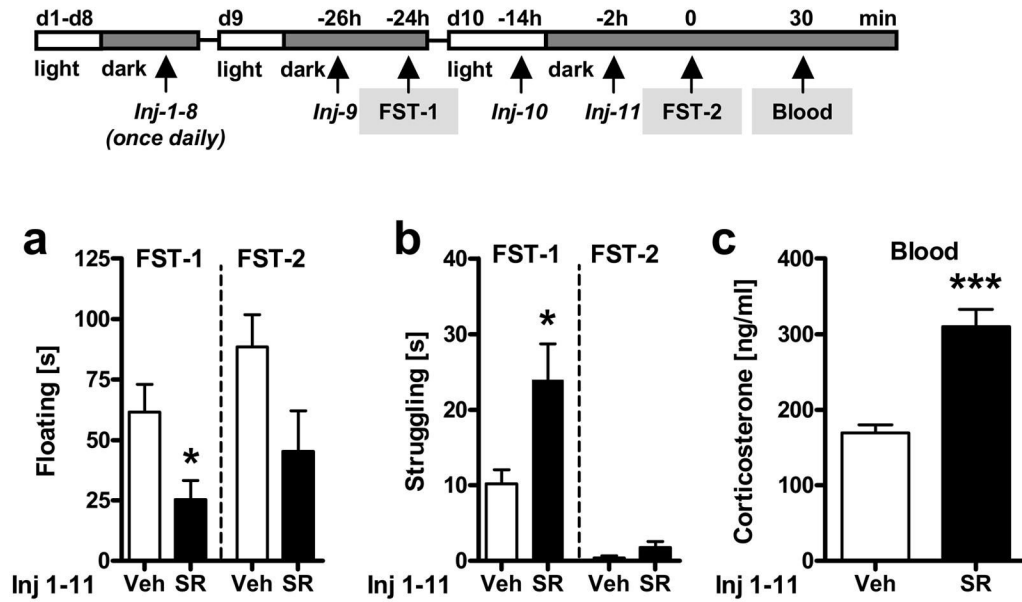 d1-d8 d9 -26h -24h d10 -14h -2h 0 30 min
light dark light dark light dark
Inj-1-8 Inj-9 FST-1 Inj-10 Inj-11 FST-2 Blood
(once daily)
a
FST-1 FST-2
Floating [s]
125
100
75
50
25
0
*
Inj 1-11 Veh SR Veh SR
b
FST-1 FST-2
Struggling [s]
40
30
20
10
0
*
Inj 1-11 Veh SR Veh SR
c
Blood
Corticosterone [ng/ml]
400
300
200
100
0
***
Inj 1-11 Veh SR